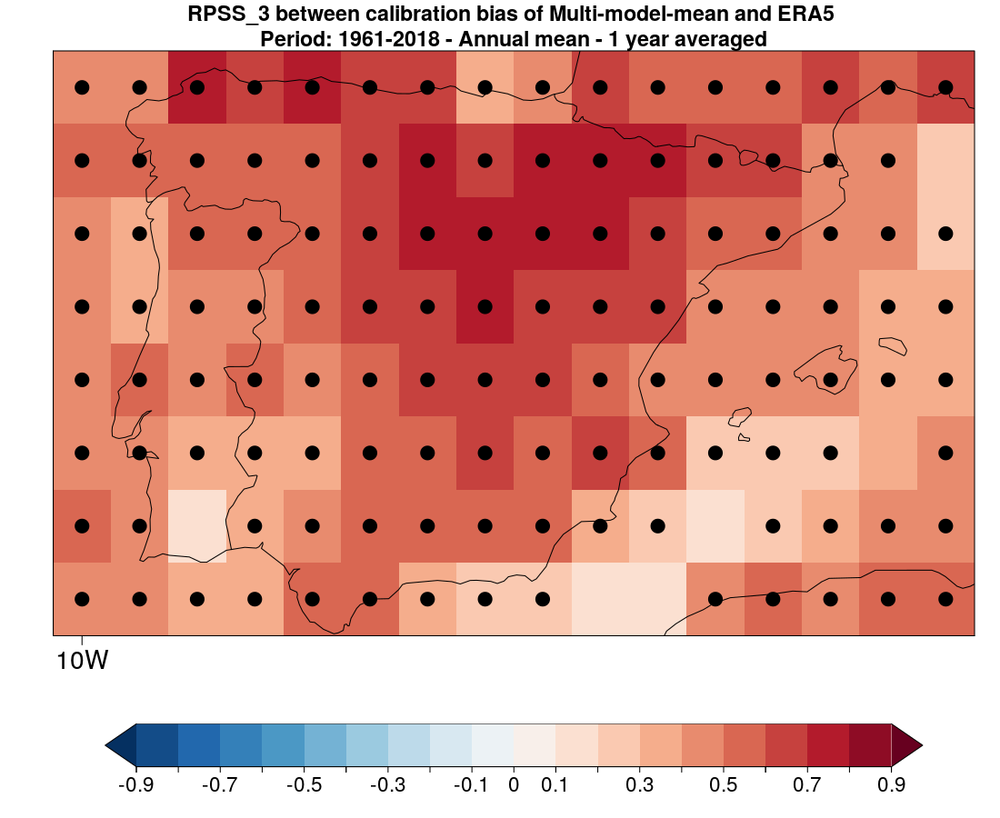 RPSS_3 between calibration bias of Multi-model-mean and ERA5
Period: 1961-2018 - Annual mean - 1 year averaged
10W
-0.9 -0.7 -0.5 -0.3 -0.1 0 0.1 0.3 0.5 0.7 0.9